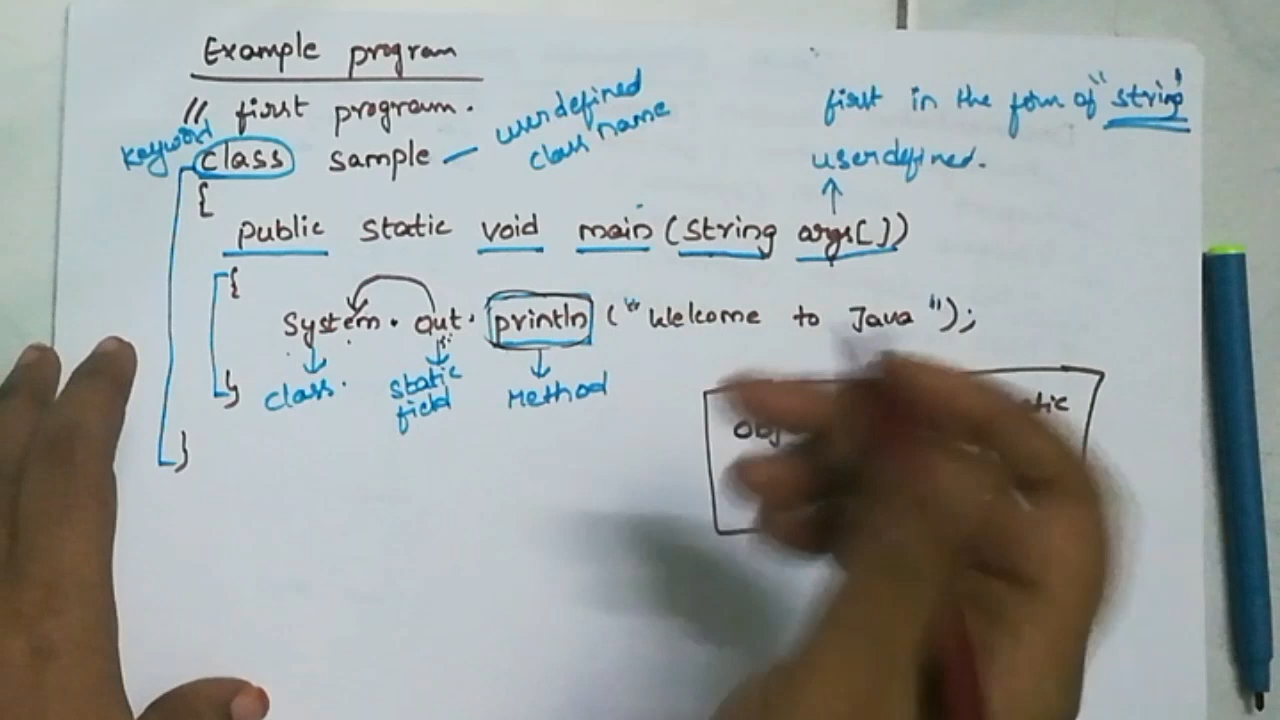 Example program
// first program.
keyword
class sample
userdefined
class name
first in the form of "string"
userdefined.
{
public static void main (String args[])
{
System.out.println ("Welcome to Java");
class.
static
field
Method
}
}